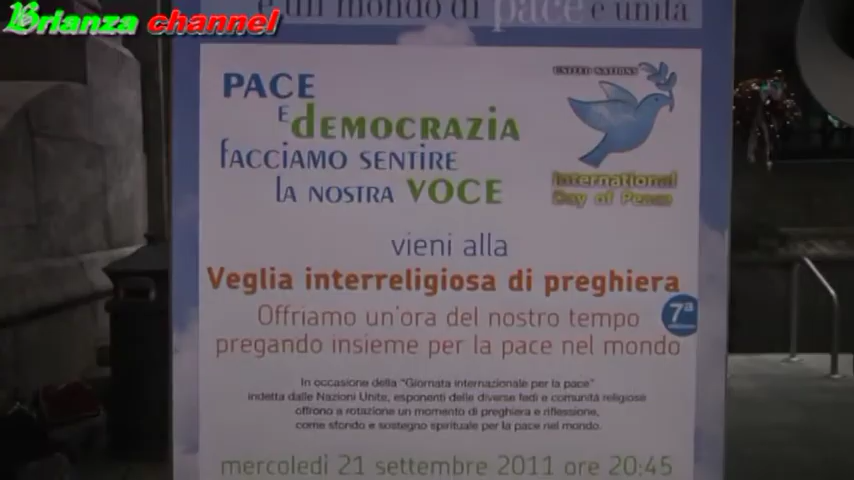 Brianza channel
e un mondo di pace e unità
PACE
E DEMOCRAZIA
FACCIAMO SENTIRE
LA NOSTRA VOCE
UNITED NATIONS
International
Day of Peace
vieni alla
Veglia interreligiosa di preghiera
Offriamo un'ora del nostro tempo
7ª
pregando insieme per la pace nel mondo
In occasione della "Giornata internazionale per la pace"
indetta dalle Nazioni Unite, esponenti delle diverse fedi e comunità religiose
offrono a rotazione un momento di preghiera e riflessione,
come sfondo e sostegno spirituale per la pace nel mondo.
mercoledì 21 settembre 2011 ore 20:45